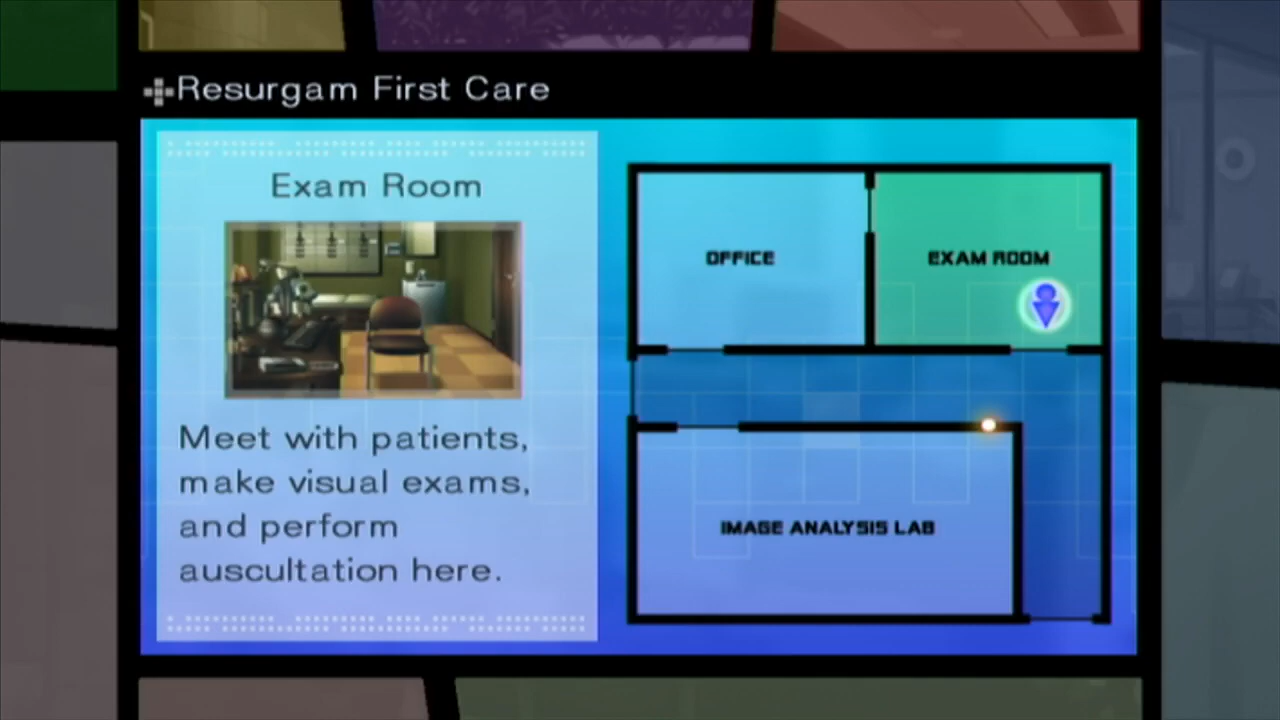 Resurgam First Care
Exam Room
Meet with patients,
make visual exams,
and perform
auscultation here.
OFFICE
EXAM ROOM
IMAGE ANALYSIS LAB